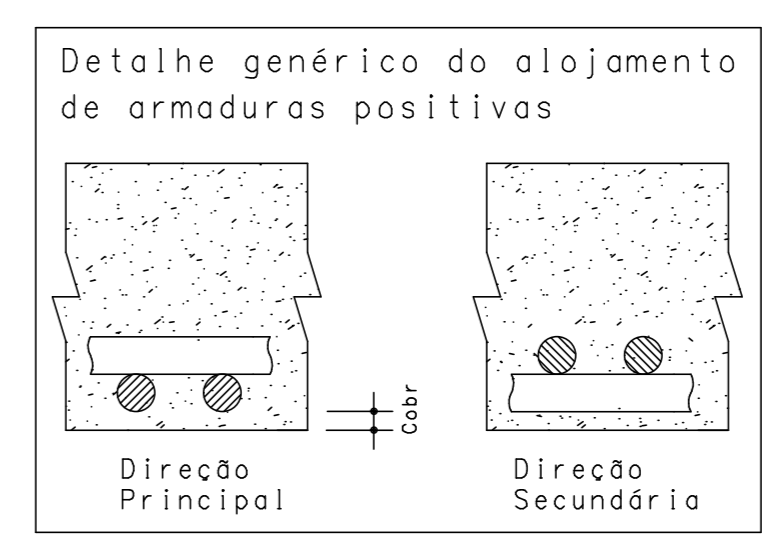 Detalhe genérico do alojamento
de armaduras positivas
Cobr
Direção
Principal
Direção
Secundária